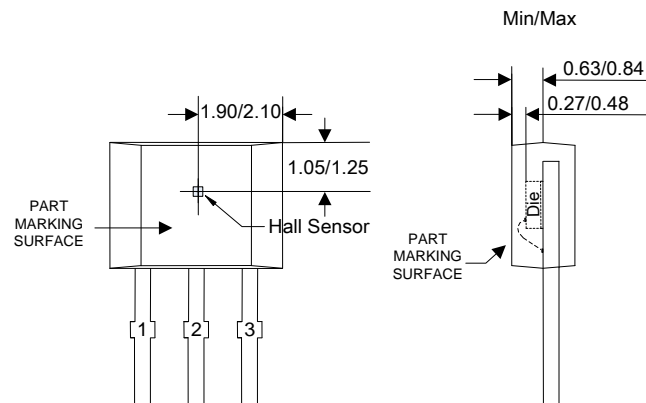 Min/Max
0.63/0.84
0.27/0.48
1.90/2.10
1.05/1.25
PART
MARKING
SURFACE
Hall Sensor
Die
PART
MARKING
SURFACE
1
2
3